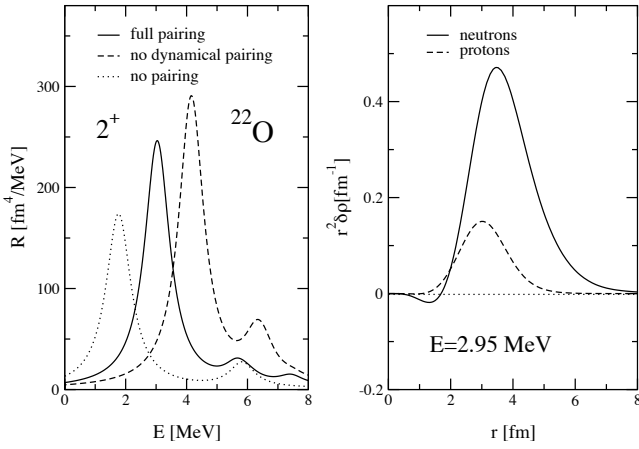 full pairing
no dynamical pairing
no pairing
2⁺
²²O
300
200
100
0
R [fm⁴/MeV]
0 2 4 6 8
E [MeV]
neutrons
protons
0.4
0.2
0
-0.2
r²δρ[fm⁻¹]
E=2.95 MeV
0 2 4 6 8
r [fm]